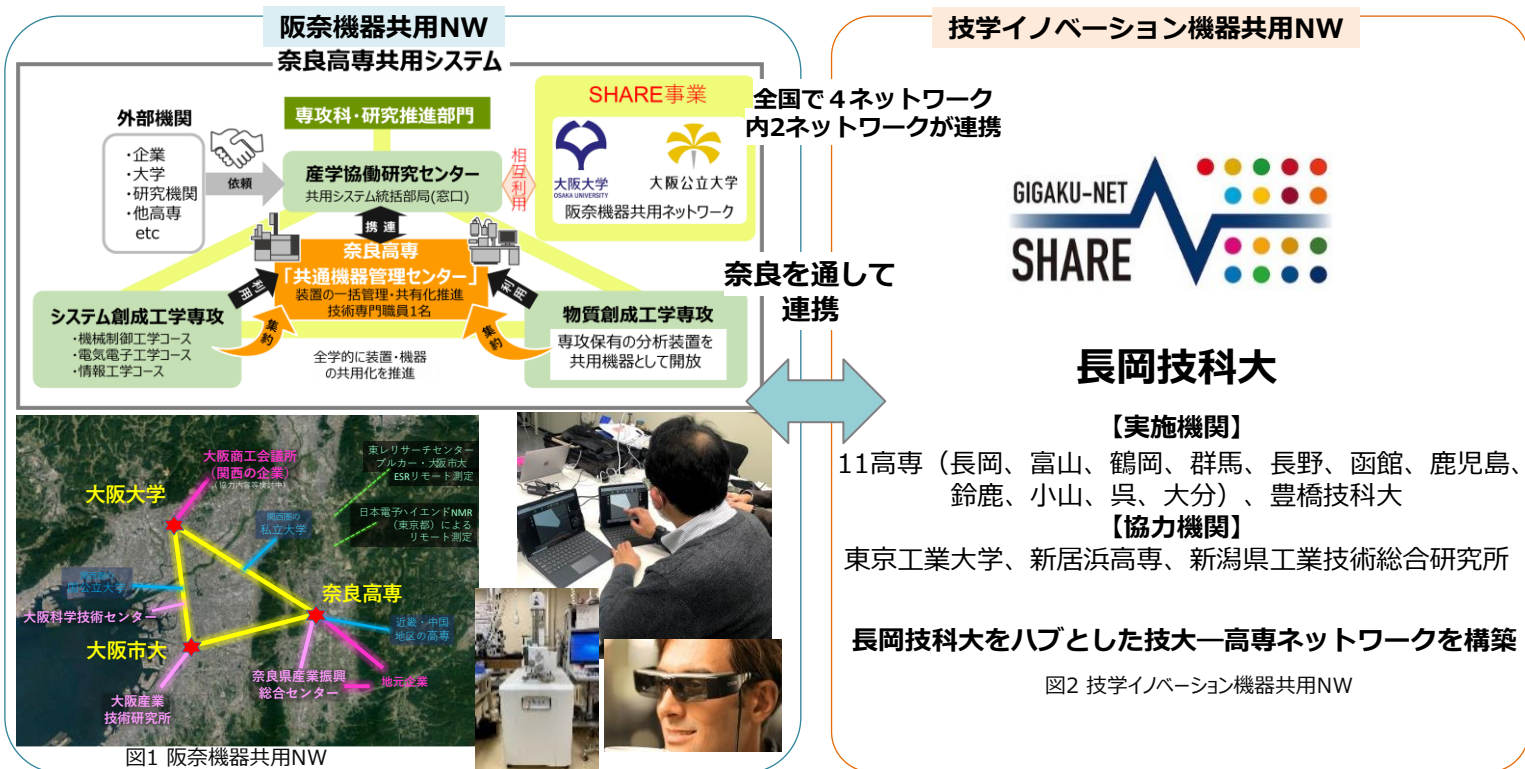 阪奈機器共用NW
奈良高専共用システム
外部機関
・企業
・大学
・研究機関
・他高専
etc
依頼
専攻科・研究推進部門
産学協働研究センター
共用システム統括部局(窓口)
相互利用
SHARE事業
大阪大学
OSAKA UNIVERSITY
大阪公立大学
阪奈機器共用ネットワーク
携連
奈良高専
「共通機器管理センター」
装置の一括管理・共有化推進
技術専門職員1名
利用
集約
利用
集約
システム創成工学専攻
・機械制御工学コース
・電気電子工学コース
・情報工学コース
全学的に装置・機器
の共用化を推進
物質創成工学専攻
専攻保有の分析装置を
共用機器として開放
大阪商工会議所
(関西の企業)
大阪大学
関西圏の
私立大学
東レリサーチセンター
ブルカー・大阪市大
ESRリモート測定
日本電子ハイエンドNMR
(東京都)による
リモート測定
国公立大学
大阪科学技術センター
奈良高専
近畿・中国
地区の高専
大阪市大
奈良県産業振興
総合センター
地元企業
大阪産業
技術研究所
図1 阪奈機器共用NW
全国で4ネットワーク
内2ネットワークが連携
奈良を通して
連携
技学イノベーション機器共用NW
GIGAKU-NET
SHARE
長岡技科大
【実施機関】
11高専（長岡、富山、鶴岡、群馬、長野、函館、鹿児島、
鈴鹿、小山、呉、大分）、豊橋技科大
【協力機関】
東京工業大学、新居浜高専、新潟県工業技術総合研究所
長岡技科大をハブとした技大―高専ネットワークを構築
図2 技学イノベーション機器共用NW